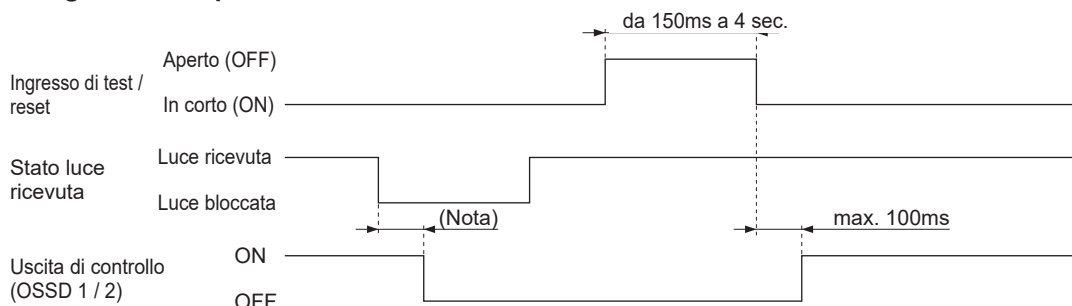 da 150ms a 4 sec.
Aperto (OFF)
Ingresso di test /
reset
In corto (ON)
Luce ricevuta
Stato luce
ricevuta
Luce bloccata
(Nota)
max. 100ms
ON
Uscita di controllo
(OSSD 1 / 2)
OFF